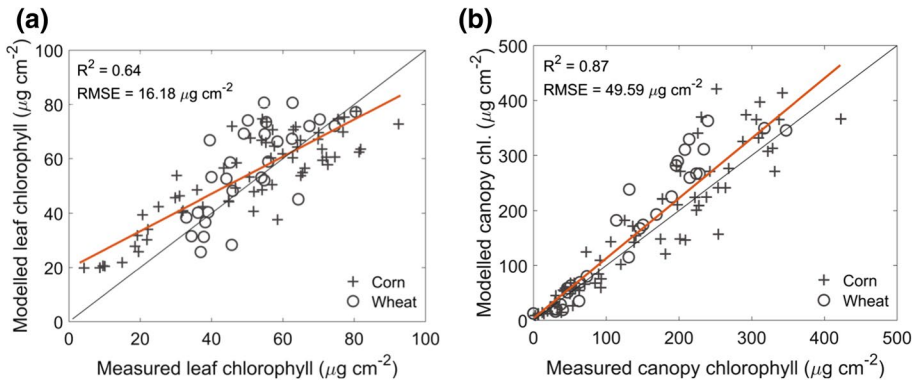 (a)
R² = 0.64
RMSE = 16.18 μg cm⁻²
Modelled leaf chlorophyll (μg cm⁻²)
100
80
60
40
20
0
Corn
Wheat
0 20 40 60 80 100
Measured leaf chlorophyll (μg cm⁻²)
(b)
R² = 0.87
RMSE = 49.59 μg cm⁻²
Modelled canopy chl. (μg cm⁻²)
500
400
300
200
100
0
Corn
Wheat
0 100 200 300 400 500
Measured canopy chlorophyll (μg cm⁻²)